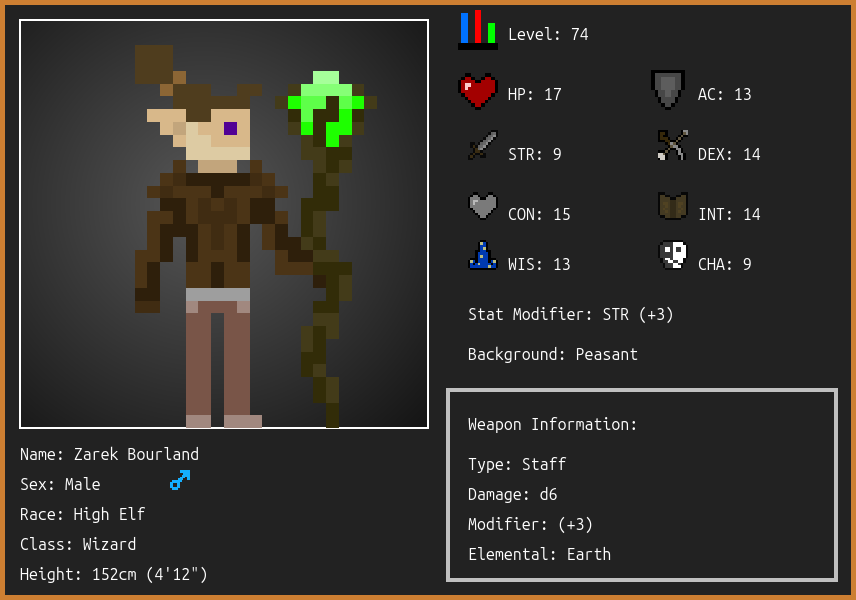 Level: 74
HP: 17
AC: 13
STR: 9
DEX: 14
CON: 15
INT: 14
WIS: 13
CHA: 9
Stat Modifier: STR (+3)
Background: Peasant
Weapon Information:
Type: Staff
Damage: d6
Modifier: (+3)
Elemental: Earth
Name: Zarek Bourland
Sex: Male
Race: High Elf
Class: Wizard
Height: 152cm (4'12")